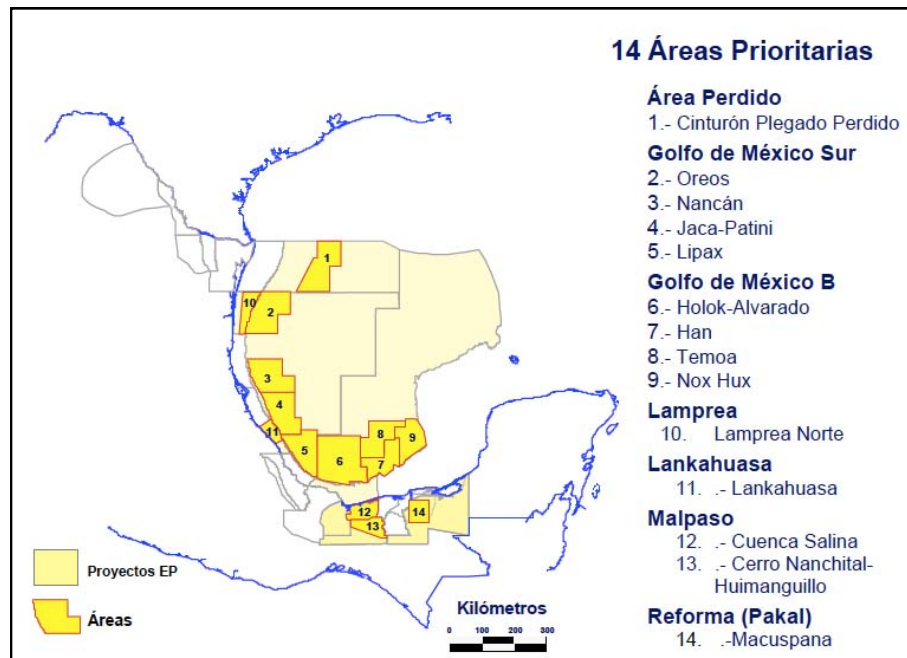 14 Áreas Prioritarias
Área Perdido
1.- Cinturón Plegado Perdido
Golfo de México Sur
2.- Oreos
3.- Nancán
4.- Jaca-Patini
5.- Lipax
Golfo de México B
6.- Holok-Alvarado
7.- Han
8.- Temoa
9.- Nox Hux
Lamprea
10. Lamprea Norte
Lankahuasa
11. .- Lankahuasa
Malpaso
12. .- Cuenca Salina
13. .- Cerro Nanchital-
Huimanguillo
Reforma (Pakal)
14. .-Macuspana
1
10
2
3
4
11
5
6
8
9
7
12
13
14
Proyectos EP
Áreas
Kilómetros
0 100 200 300